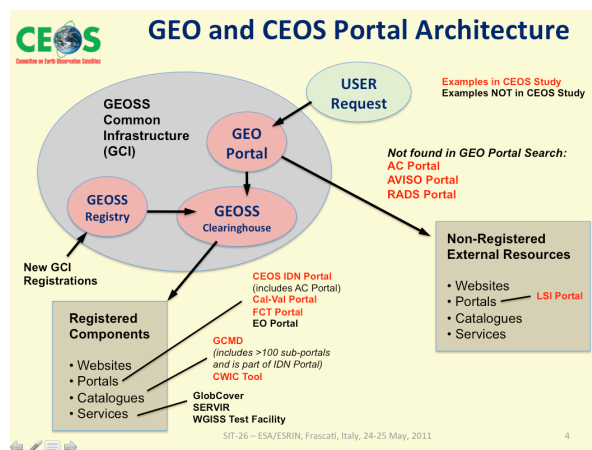 CEOS
Committee on Earth Observation Satellites
GEO and CEOS Portal Architecture
USER
Request
Examples in CEOS Study
Examples NOT in CEOS Study
GEOSS
Common
Infrastructure
(GCI)
GEO
Portal
Not found in GEO Portal Search:
AC Portal
AVISO Portal
RADS Portal
GEOSS
Registry
GEOSS
Clearinghouse
New GCI
Registrations
Non-Registered
External Resources
• Websites
• Portals
LSI Portal
• Catalogues
• Services
CEOS IDN Portal
(includes AC Portal)
Cal-Val Portal
FCT Portal
EO Portal
Registered
Components
• Websites
• Portals
• Catalogues
• Services
GCMD
(includes >100 sub-portals
and is part of IDN Portal)
CWIC Tool
GlobCover
SERVIR
WGISS Test Facility
SIT-26 – ESA/ESRIN, Frascati, Italy, 24-25 May, 2011
4